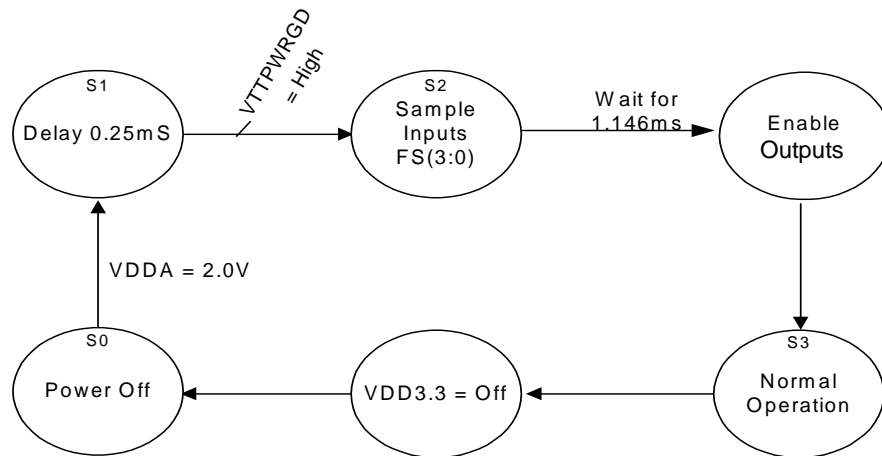 S1
Delay 0.25mS
VTTPWRGD
= High
S2
Sample
Inputs
FS(3:0)
Wait for
1.146ms
Enable
Outputs
VDDA = 2.0V
S0
Power Off
VDD3.3 = Off
S3
Normal
Operation